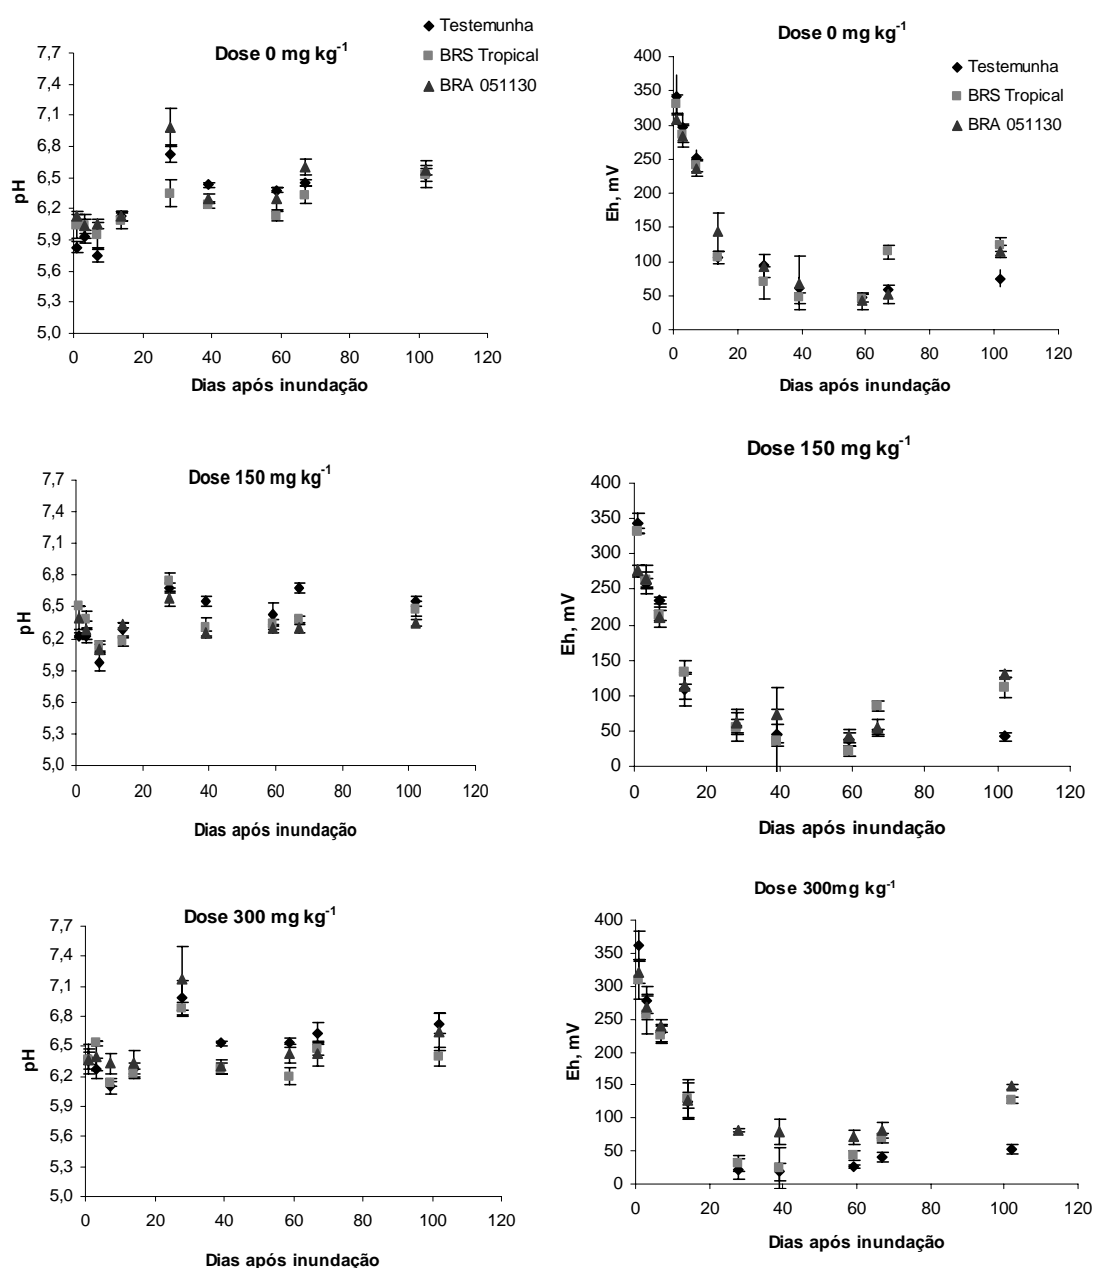 Dose 0 mg kg-1
Testemunha
BRS Tropical
BRA 051130
pH
7,7
7,4
7,1
6,8
6,5
6,2
5,9
5,6
5,3
5,0
0 20 40 60 80 100 120
Dias após inundação
Dose 0 mg kg-1
Testemunha
BRS Tropical
BRA 051130
Eh, mV
400
350
300
250
200
150
100
50
0
0 20 40 60 80 100 120
Dias após inundação
Dose 150 mg kg-1
pH
7,7
7,4
7,1
6,8
6,5
6,2
5,9
5,6
5,3
5,0
0 20 40 60 80 100 120
Dias após inundação
Dose 150 mg kg-1
Eh, mV
400
350
300
250
200
150
100
50
0
0 20 40 60 80 100 120
Dias após inundação
Dose 300 mg kg-1
pH
7,7
7,4
7,1
6,8
6,5
6,2
5,9
5,6
5,3
5,0
0 20 40 60 80 100 120
Dias após inundação
Dose 300mg kg-1
Eh, mV
400
350
300
250
200
150
100
50
0
0 20 40 60 80 100 120
Dias após inundação